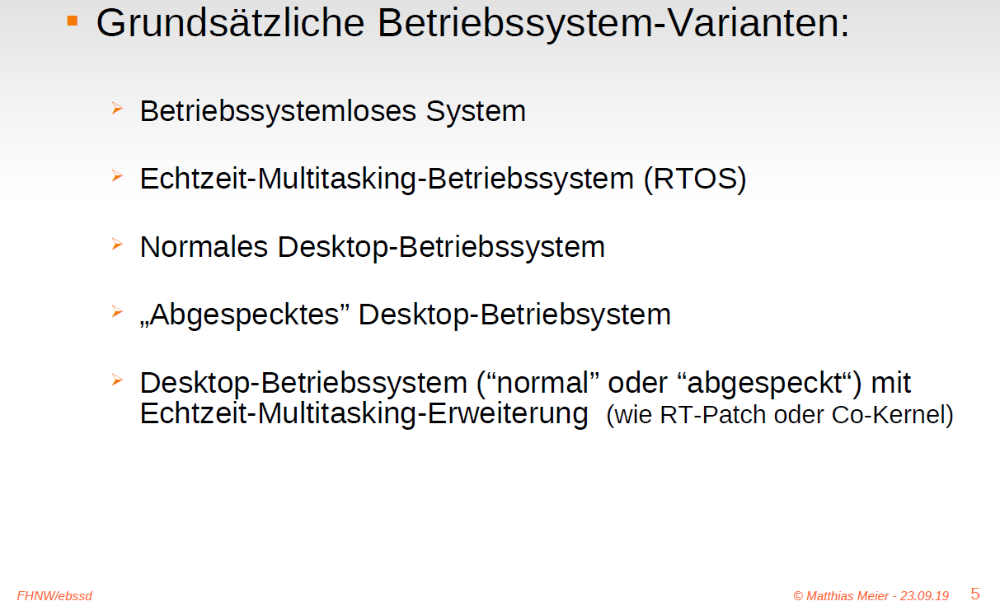 Grundsätzliche Betriebssystem-Varianten:
Betriebssystemloses System
Echtzeit-Multitasking-Betriebssystem (RTOS)
Normales Desktop-Betriebssystem
„Abgespecktes” Desktop-Betriebsystem
Desktop-Betriebssystem (“normal” oder “abgespeckt“) mit
Echtzeit-Multitasking-Erweiterung (wie RT-Patch oder Co-Kernel)
FHNW/ebssd
© Matthias Meier - 23.09.19 5